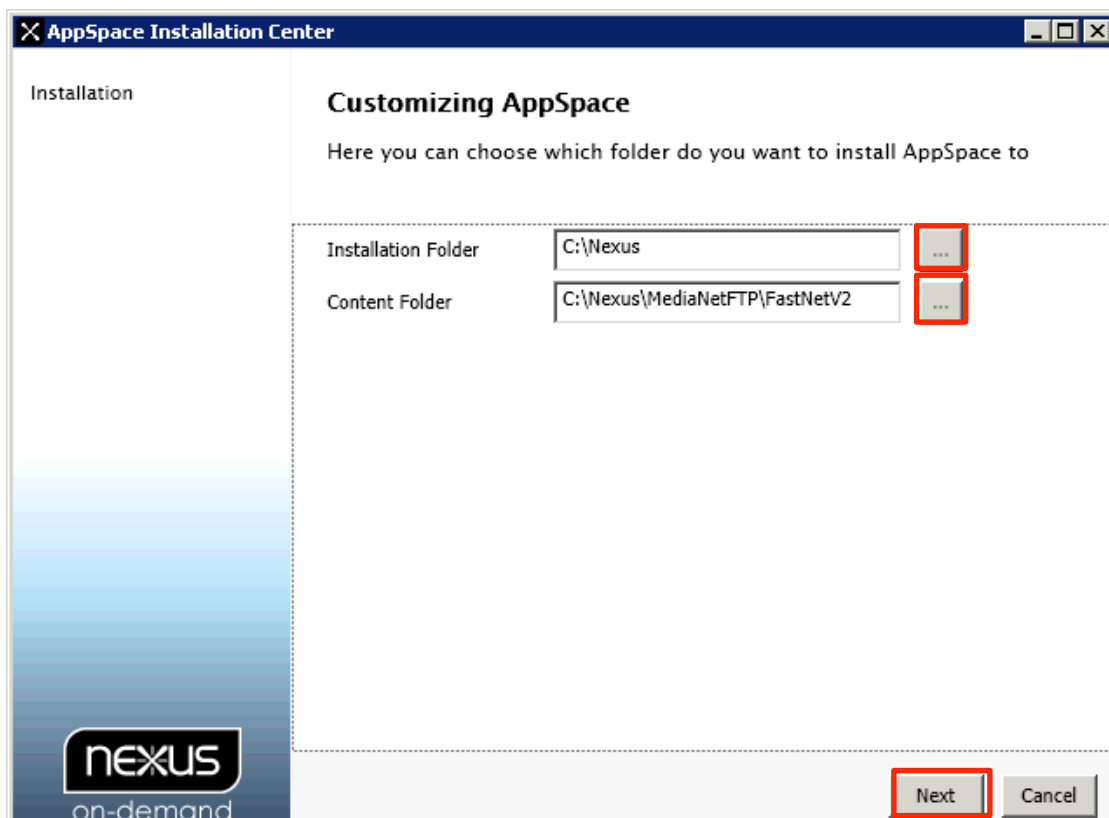 AppSpace Installation Center
Installation
Customizing AppSpace
Here you can choose which folder do you want to install AppSpace to
Installation Folder
C:\Nexus
...
Content Folder
C:\Nexus\MediaNetFTP\FastNetV2
...
nexus
on-demand
Next
Cancel